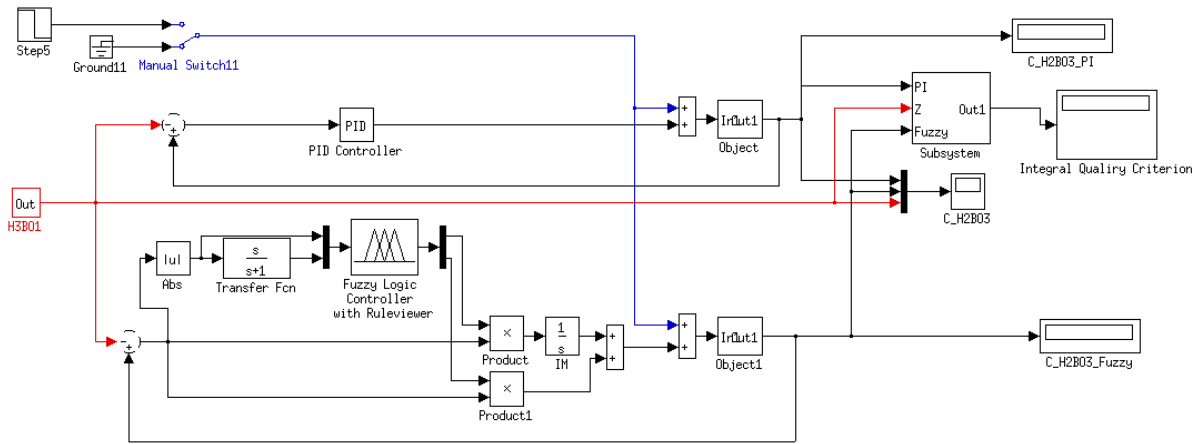 Step5
Ground11
Manual Switch11
C_H2BO3_PI
PID
PID Controller
+
+
In
Out1
Object
PI
Z
Fuzzy
Out1
Subsystem
Integral Qualiry Criterion
-
+
Out
H3BO1
C_H2BO3
|u|
Abs
s
s+1
Transfer Fcn
Fuzzy Logic
Controller
with Ruleviewer
×
Product
1
s
IM
+
+
+
+
In
Out1
Object1
C_H2BO3_Fuzzy
-
+
×
Product1